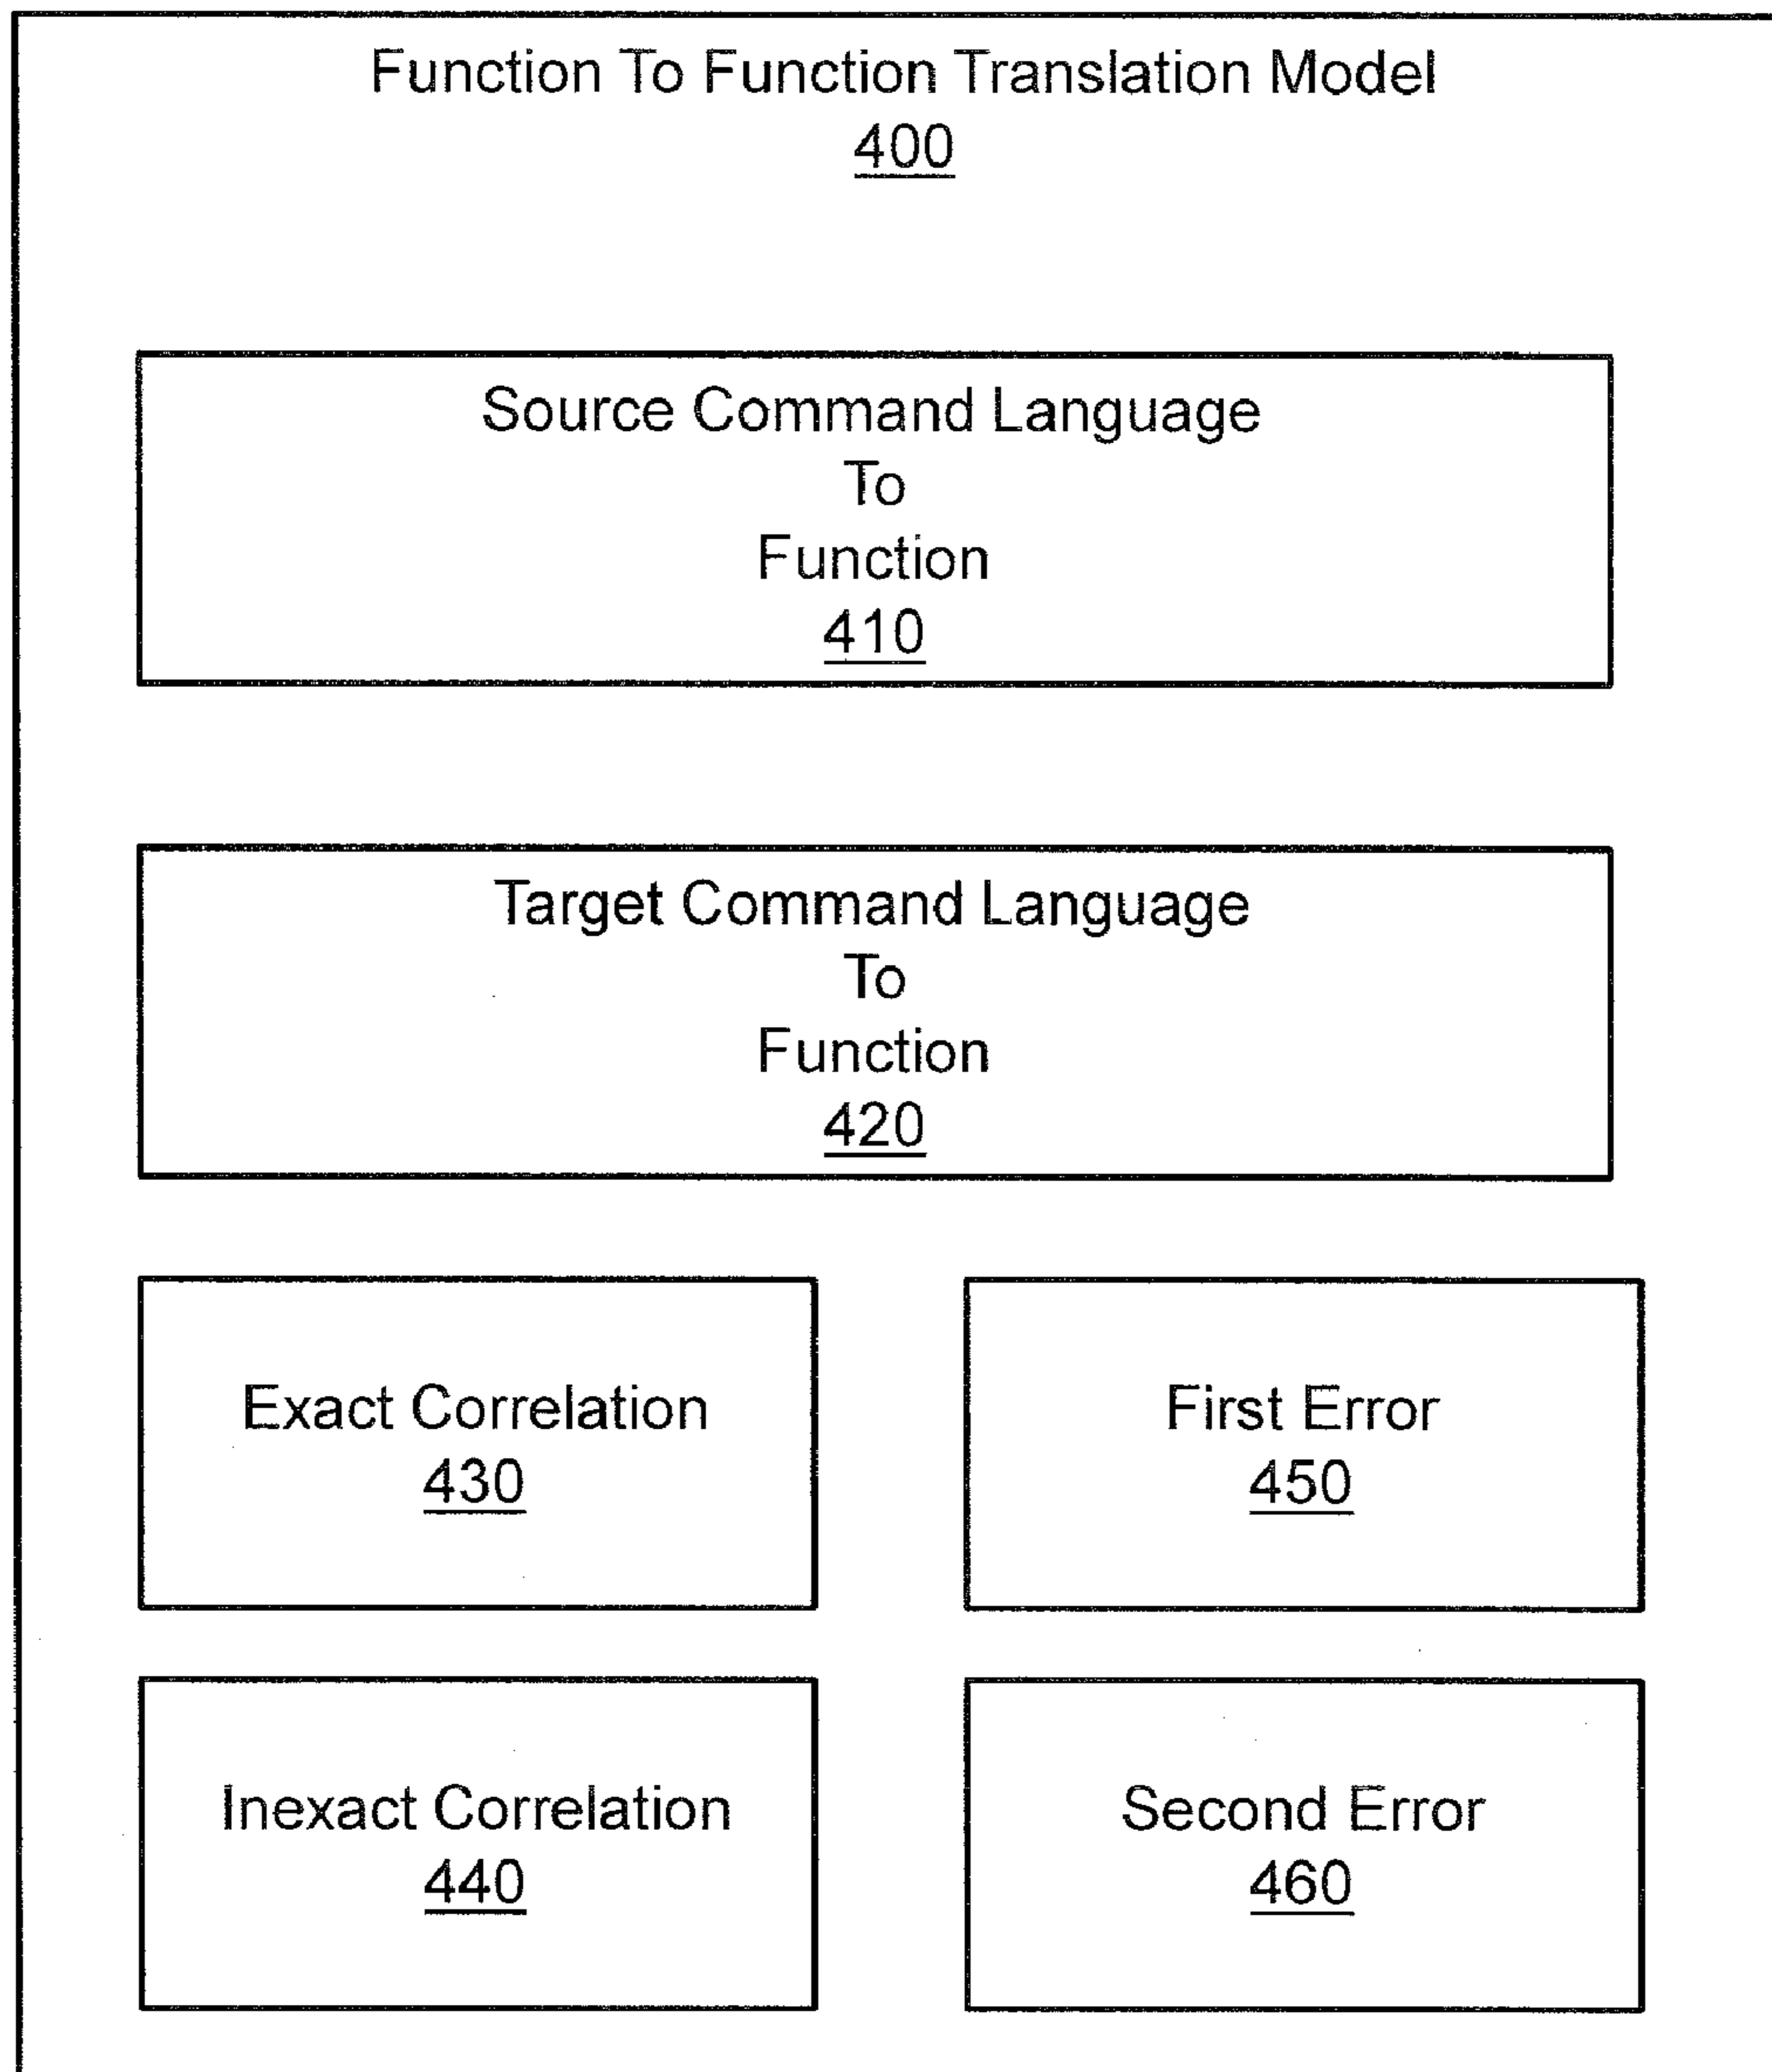 Function To Function Translation Model
400
Source Command Language
To
Function
410
Target Command Language
To
Function
420
Exact Correlation
430
First Error
450
Inexact Correlation
440
Second Error
460